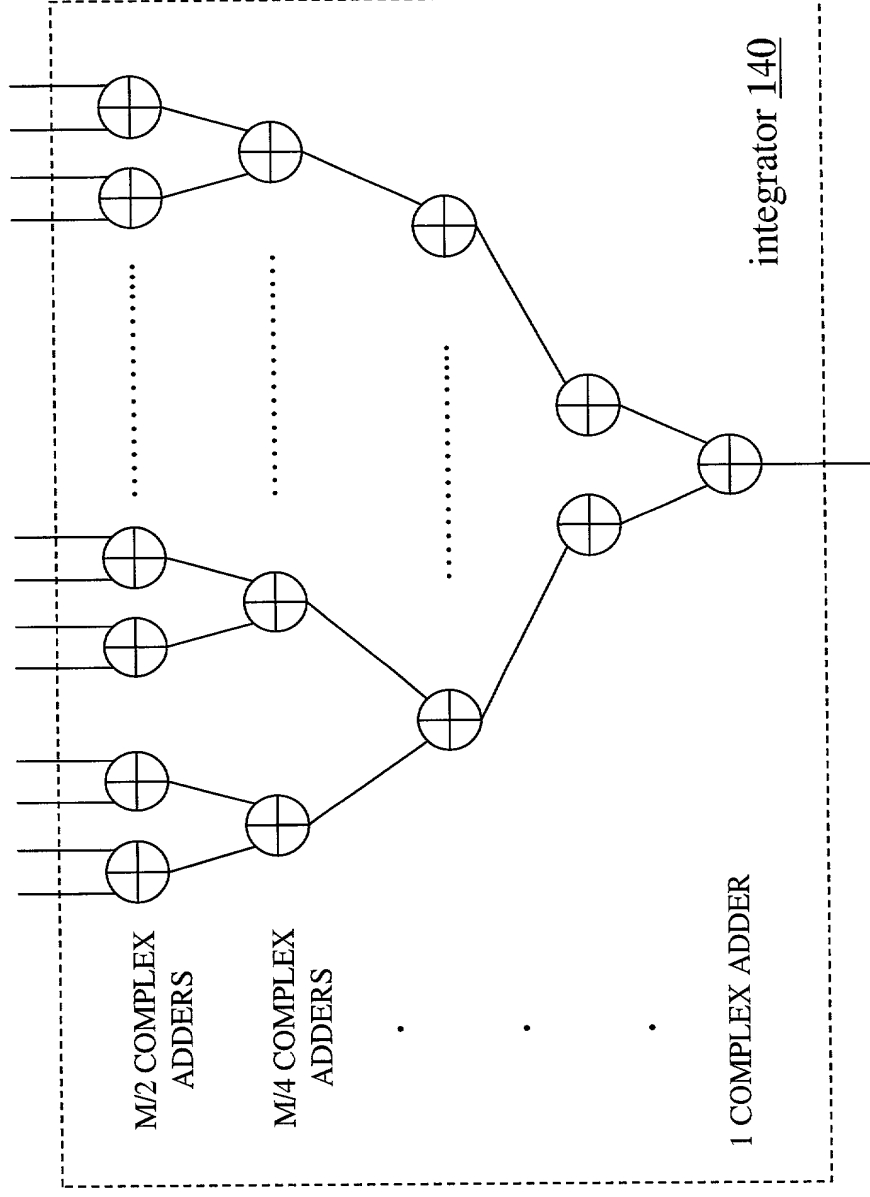 M/2 COMPLEX
ADDERS
M/4 COMPLEX
ADDERS
1 COMPLEX ADDER
integrator 140